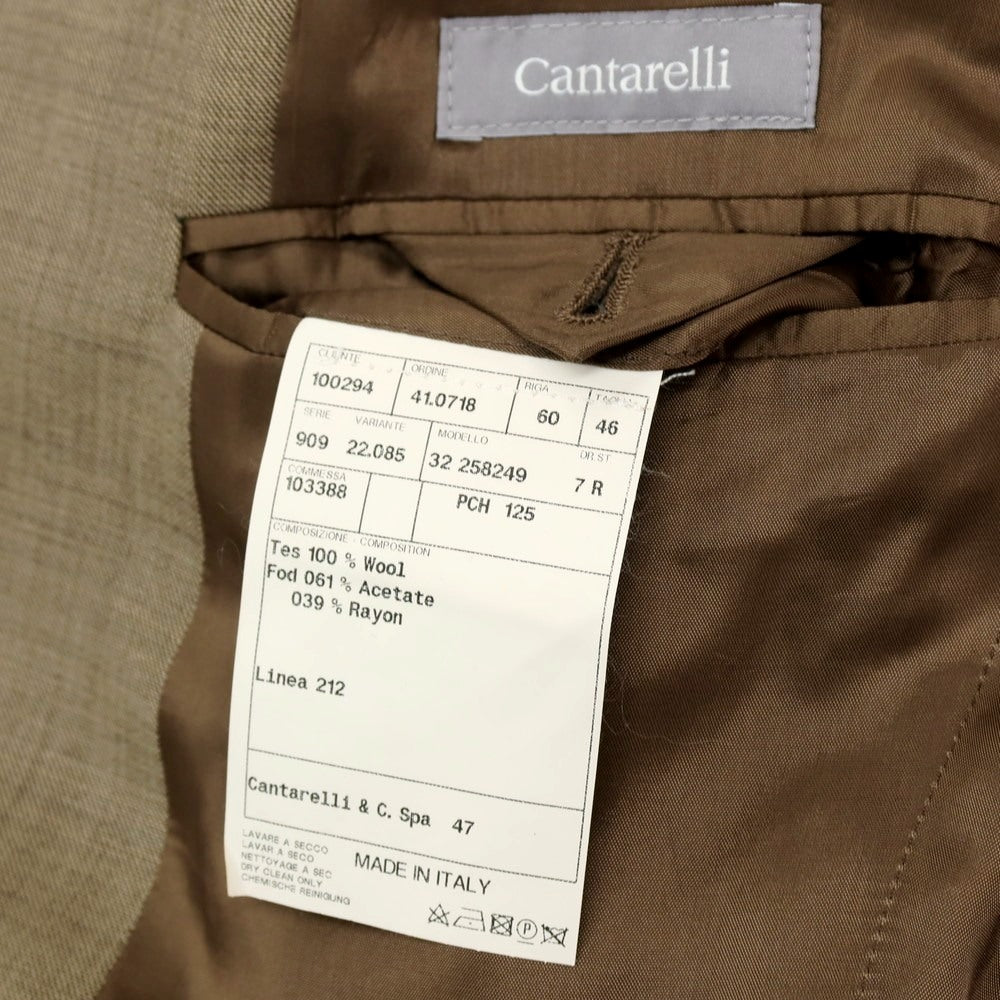 Cantarelli
CLIENTE ORDINE RIGA
100294 41.0718 60 46
SERIE VARIANTE MODELLO DR.ST
909 22.085 32 258249 7 R
COMMESSA
103388 PCH 125
COMPOSIZIONE - COMPOSITION
Tes 100 % Wool
Fod 061 % Acetate
039 % Rayon
Linea 212
Cantarelli & C. Spa 47
LAVARE A SECCO
LAVAR A SECO
NETTOYAGE A SEC
DRY CLEAN ONLY
CHEMISCHE REINIGUNG
MADE IN ITALY
P